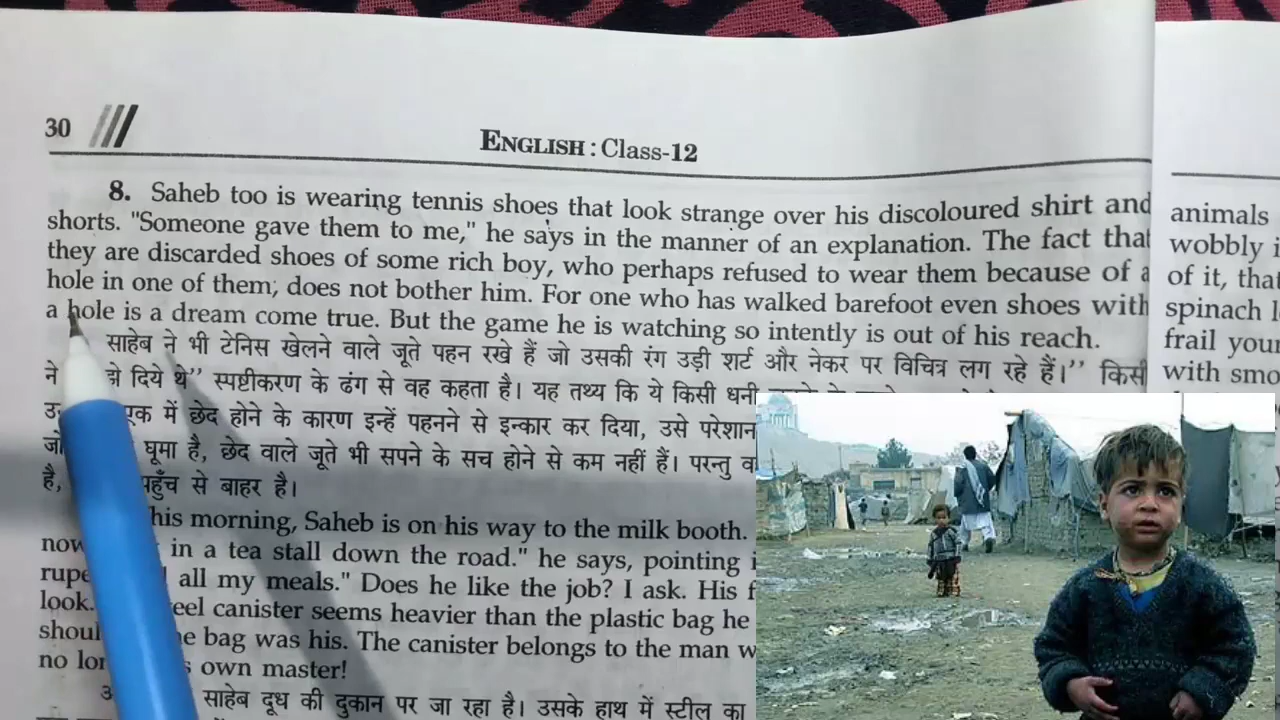 30
ENGLISH : Class-12
8. Saheb too is wearing tennis shoes that look strange over his discoloured shirt and
shorts. "Someone gave them to me," he says in the manner of an explanation. The fact that
they are discarded shoes of some rich boy, who perhaps refused to wear them because of a
hole in one of them, does not bother him. For one who has walked barefoot even shoes with
a hole is a dream come true. But the game he is watching so intently is out of his reach.
साहेब ने भी टेनिस खेलने वाले जूते पहन रखे हैं जो उसकी रंग उड़ी शर्ट और नेकर पर विचित्र लग रहे हैं।'' किसी
ने दिये थे'' स्पष्टीकरण के ढंग से वह कहता है। यह तथ्य कि ये किसी धनी
एक में छेद होने के कारण इन्हें पहनने से इन्कार कर दिया, उसे परेशान
घूमा है, छेद वाले जूते भी सपने के सच होने से कम नहीं हैं। परन्तु
है, पहुँच से बाहर है।
his morning, Saheb is on his way to the milk booth.
now in a tea stall down the road." he says, pointing
all my meals." Does he like the job? I ask. His
look. canister seems heavier than the plastic bag he
bag was his. The canister belongs to the man
no own master!
साहेब दूध की दुकान पर जा रहा है। उसके हाथ में स्टील का
animals
wobbly
of it, that
spinach
frail your
with